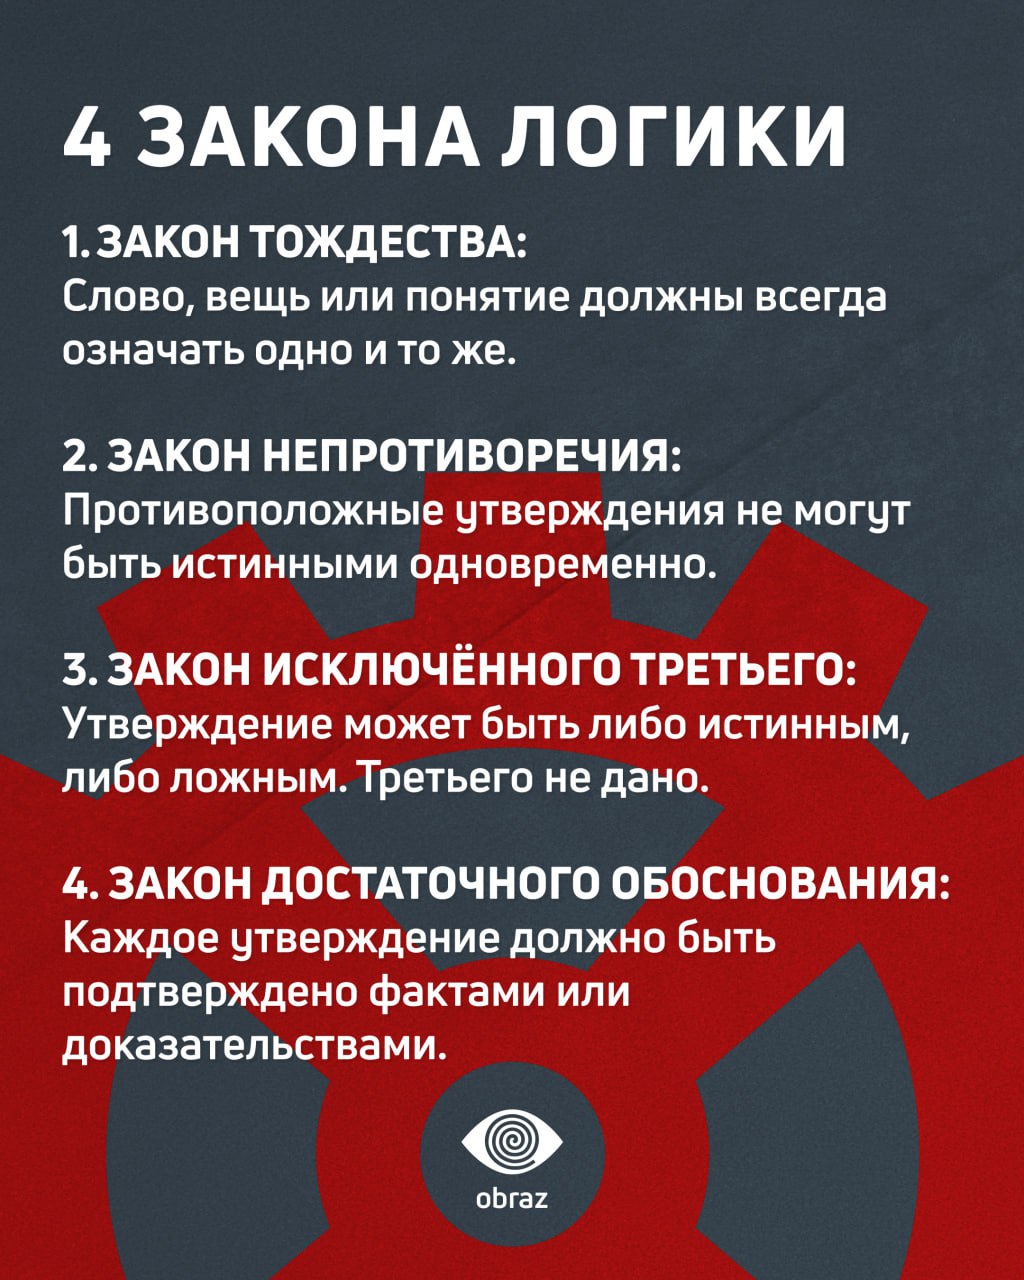 4 ЗАКОНА ЛОГИКИ
1. ЗАКОН ТОЖДЕСТВА:
Слово, вещь или понятие должны всегда
означать одно и то же.
2. ЗАКОН НЕПРОТИВОРЕЧИЯ:
Противоположные утверждения не могут
быть истинными одновременно.
3. ЗАКОН ИСКЛЮЧЁННОГО ТРЕТЬЕГО:
Утверждение может быть либо истинным,
либо ложным. Третьего не дано.
4. ЗАКОН ДОСТАТОЧНОГО ОБОСНОВАНИЯ:
Каждое утверждение должно быть
подтверждено фактами или
доказательствами.
obraz